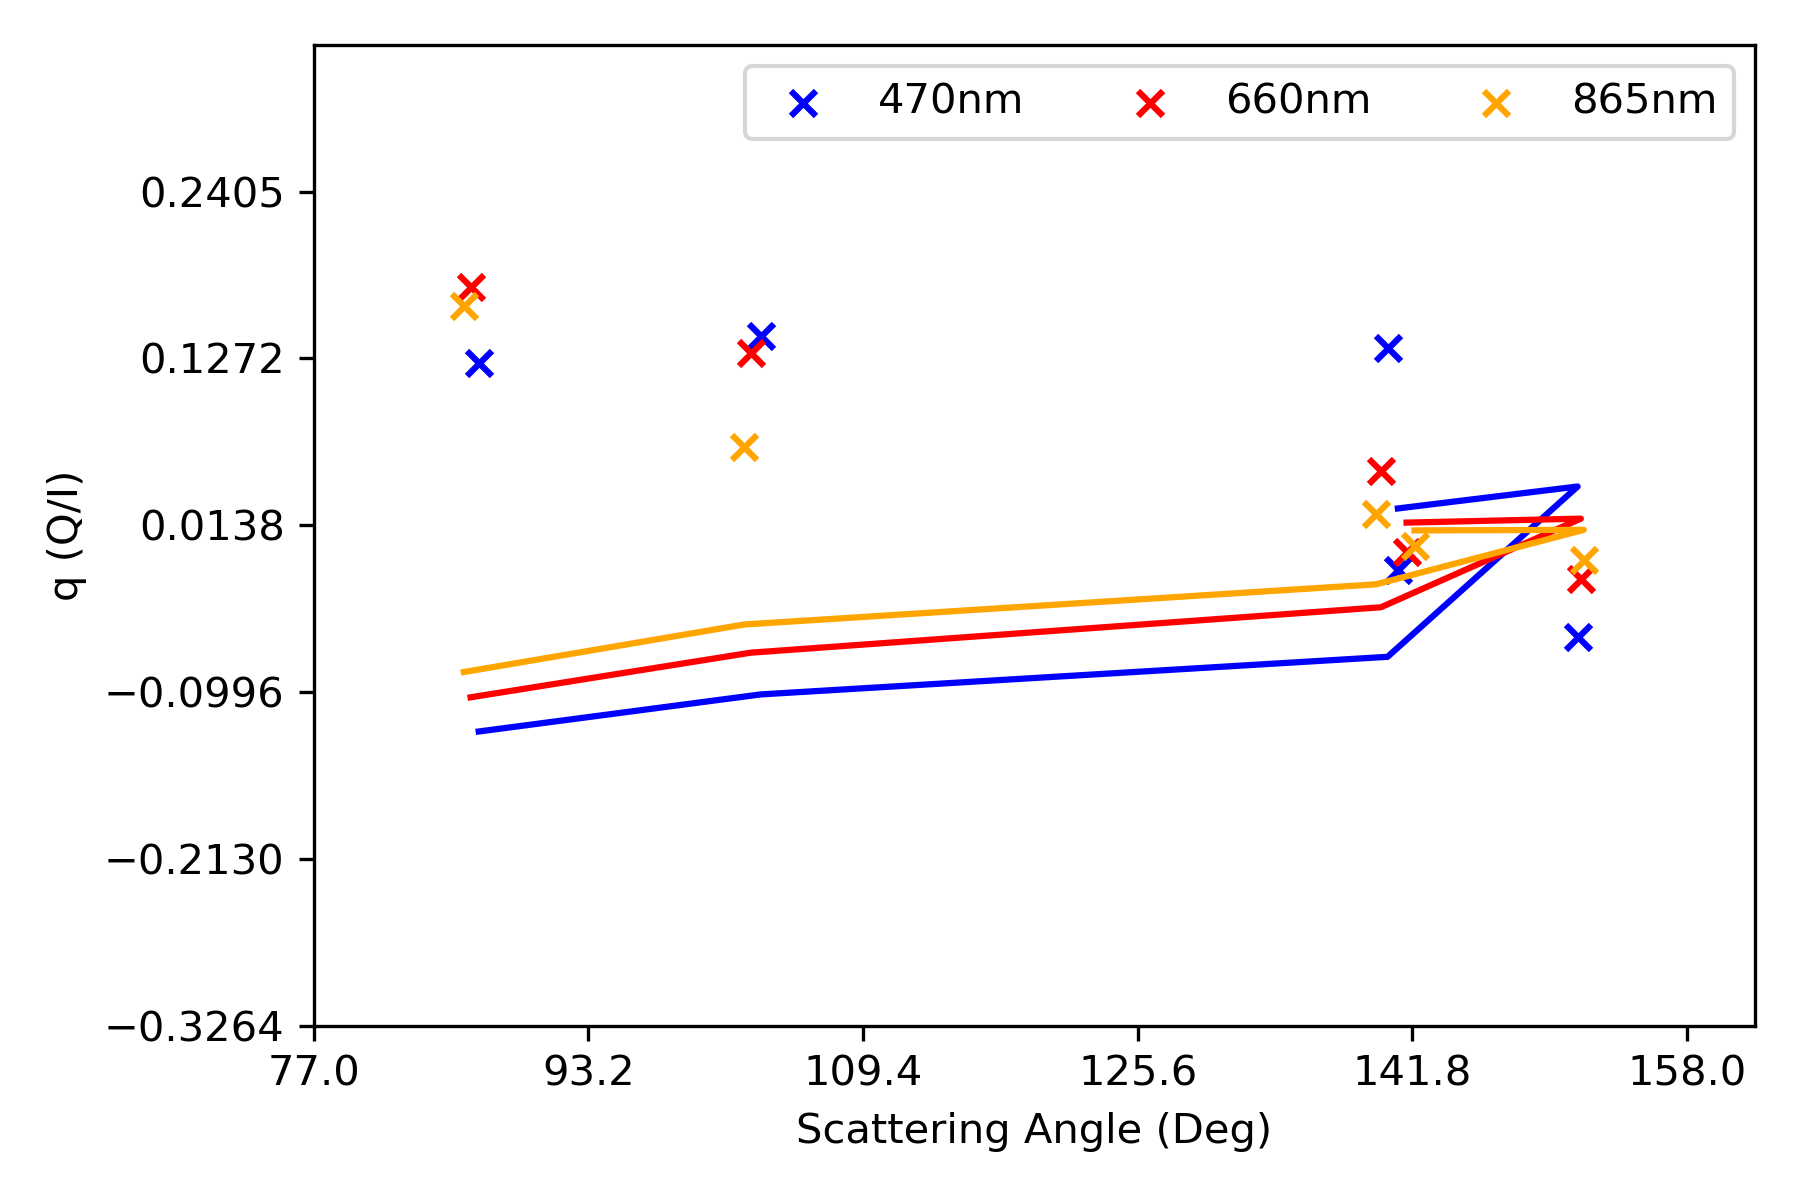 470nm 660nm 865nm
0.2405
0.1272
0.0138
−0.0996
−0.2130
−0.3264
q (Q/I)
77.0 93.2 109.4 125.6 141.8 158.0
Scattering Angle (Deg)